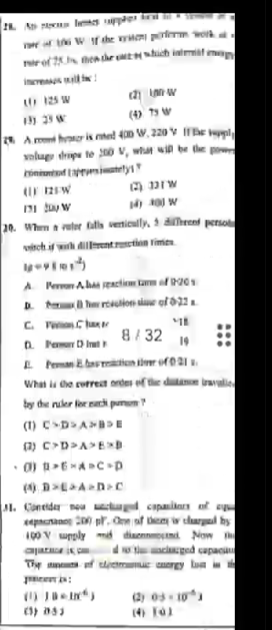 28. An electric heater supplies heat to a system at a
rate of 100 W. If the system performs work at a
rate of 75 J/s, then the rate at which internal energy
increases will be :
(1) 125 W (2) 100 W
(3) 25 W (4) 75 W
29. A room heater is rated 400 W, 220 V. If the supply
voltage drops to 200 V, what will be the power
consumed (approximately) ?
(1) 121 W (2) 331 W
(3) 200 W (4) 400 W
30. When a ruler falls vertically, 5 different persons
catch it with different reaction times.
(g = 9.8 m s⁻²)
A. Person A has reaction time of 0·20 s.
B. Person B has reaction time of 0·22 s.
C. Person C has
·18
D. Person D has
19
8 / 32
E. Person E has reaction time of 0·21 s.
What is the correct order of the distance travelled
by the ruler for each person ?
(1) C > D > A > B > E
(2) C > D > A > E > B
(3) B > E > A > C > D
(4) B > E > A > D > C
31. Consider two uncharged capacitors of equal
capacitance 200 pF. One of them is charged by
100 V supply and disconnected. Now the
capacitor is con d to the uncharged capacitor
The amount of electrostatic energy lost in the
process is :
(1) (2) 0·5 × 10⁻⁶ J
(3) 0·5 J (4)